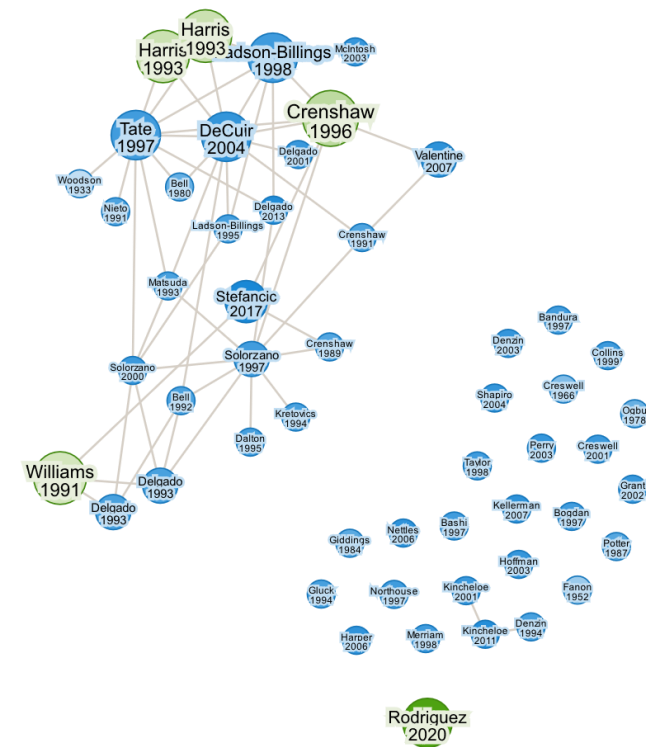 Harris
1993
Harris
1993
Ladson-Billings
1998
McIntosh
2003
Crenshaw
1996
Tate
1997
DeCuir
2004
Delgado
2001
Valentine
2007
Woodson
1933
Bell
1980
Nieto
1991
Delgado
2013
Ladson-Billings
1995
Crenshaw
1991
Matsuda
1993
Stefancic
2017
Solorzano
1997
Crenshaw
1989
Solorzano
2000
Bell
1992
Kretovics
1994
Dalton
1995
Williams
1991
Delgado
1993
Delgado
1993
Bandura
1997
Denzin
2003
Collins
1999
Creswell
1966
Shapiro
2004
Ogbu
1978
Perry
2003
Creswell
2001
Taylor
1998
Grant
2002
Kellerman
2007
Bogdan
1997
Bashi
1997
Nettles
2006
Giddings
1984
Potter
1987
Hoffman
2003
Gluck
1994
Northouse
1997
Kincheloe
2001
Fanon
1952
Harper
2006
Merriam
1998
Kincheloe
2011
Denzin
1994
Rodriguez
2020